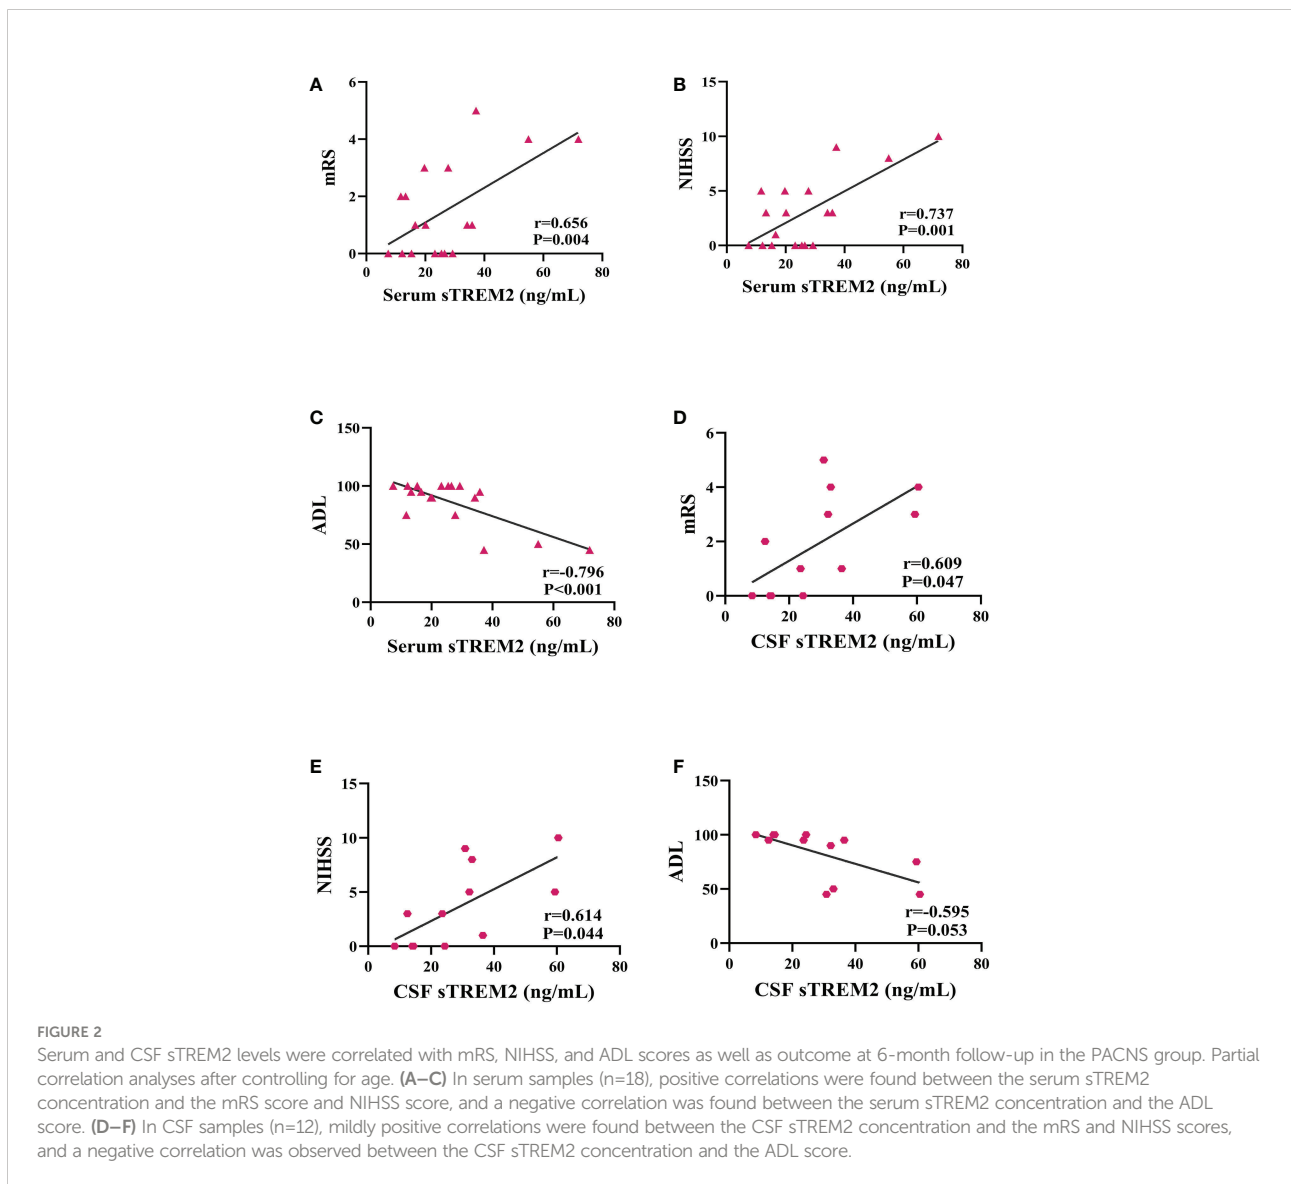 A
6
4
2
0
mRS
r=0.656
P=0.004
0 20 40 60 80
Serum sTREM2 (ng/mL)
B
15
10
5
0
NIHSS
r=0.737
P=0.001
0 20 40 60 80
Serum sTREM2 (ng/mL)
C
150
100
50
0
ADL
r=-0.796
P<0.001
0 20 40 60 80
Serum sTREM2 (ng/mL)
D
6
4
2
0
mRS
r=0.609
P=0.047
0 20 40 60 80
CSF sTREM2 (ng/mL)
E
15
10
5
0
NIHSS
r=0.614
P=0.044
0 20 40 60 80
CSF sTREM2 (ng/mL)
F
150
100
50
0
ADL
r=-0.595
P=0.053
0 20 40 60 80
CSF sTREM2 (ng/mL)
FIGURE 2
Serum and CSF sTREM2 levels were correlated with mRS, NIHSS, and ADL scores as well as outcome at 6-month follow-up in the PACNS group. Partial
correlation analyses after controlling for age. (A–C) In serum samples (n=18), positive correlations were found between the serum sTREM2
concentration and the mRS score and NIHSS score, and a negative correlation was found between the serum sTREM2 concentration and the ADL
score. (D–F) In CSF samples (n=12), mildly positive correlations were found between the CSF sTREM2 concentration and the mRS and NIHSS scores,
and a negative correlation was observed between the CSF sTREM2 concentration and the ADL score.